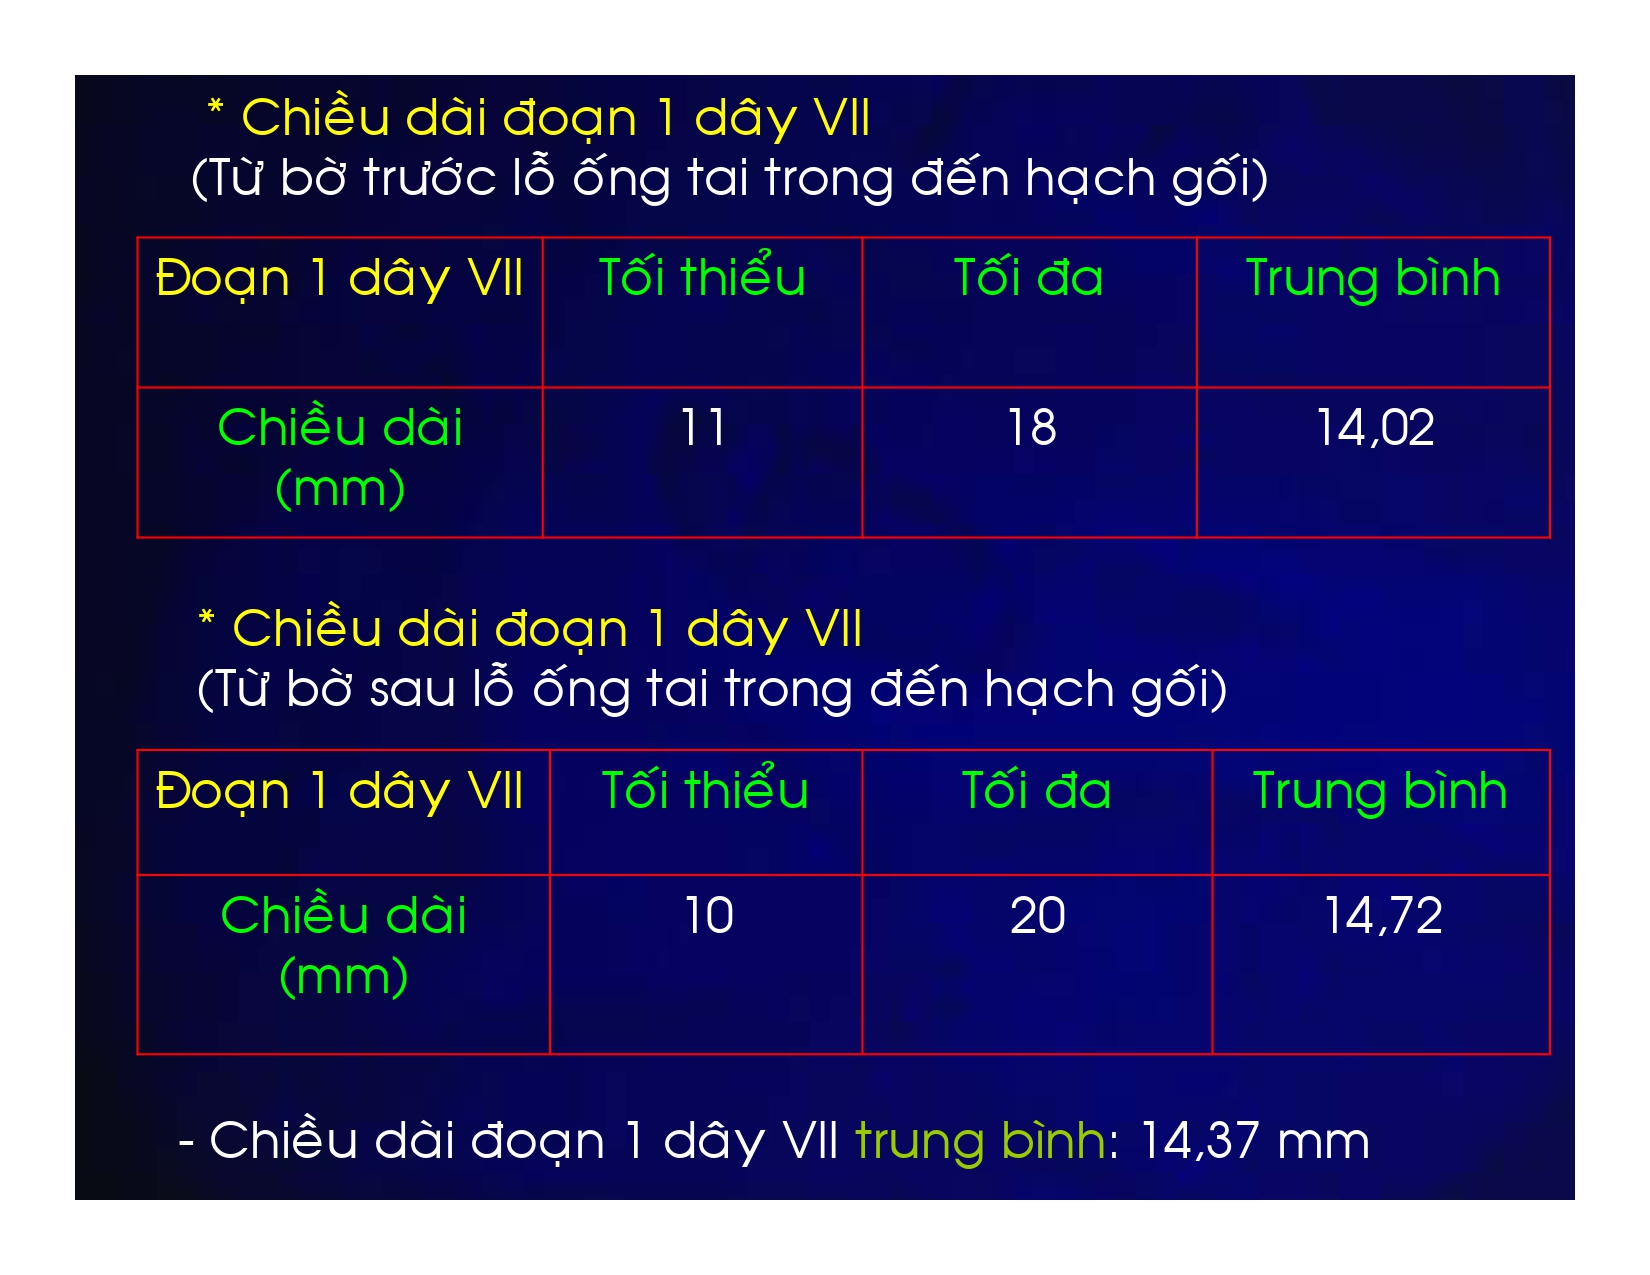 * Chiều dài đoạn 1 dây VII
(Từ bờ trước lỗ ống tai trong đến hạch gối)
Đoạn 1 dây VII Tối thiểu Tối đa Trung bình
Chiều dài 11 18 14,02
(mm)
* Chiều dài đoạn 1 dây VII
(Từ bờ sau lỗ ống tai trong đến hạch gối)
Đoạn 1 dây VII Tối thiểu Tối đa Trung bình
Chiều dài 10 20 14,72
(mm)
- Chiều dài đoạn 1 dây VII trung bình: 14,37 mm